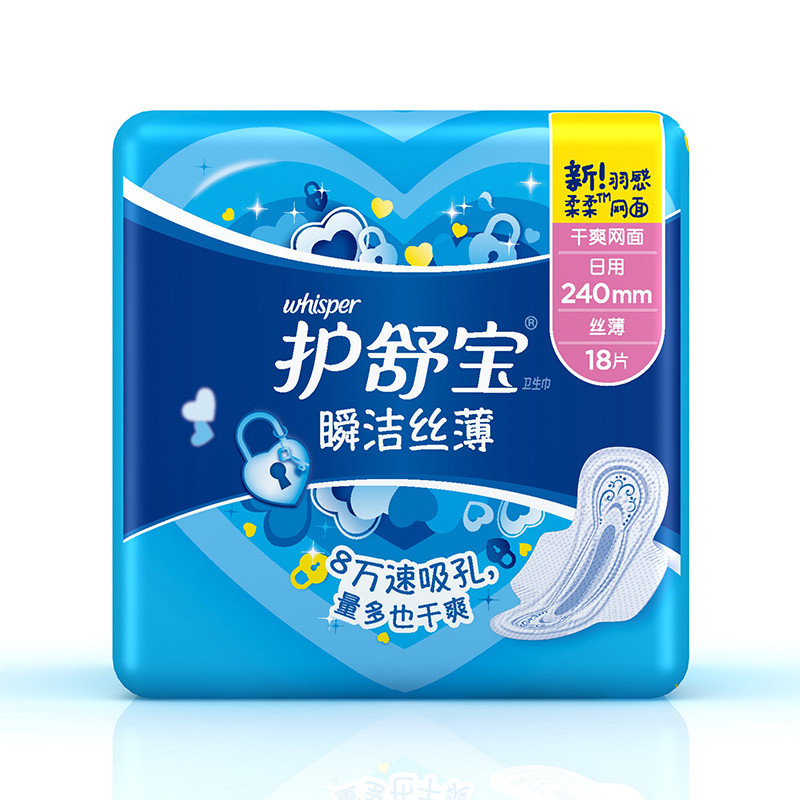 新!羽感
柔柔™网面
干爽网面
日用
240mm
丝薄
18片
whisper
护舒宝®
卫生巾
瞬洁丝薄
8万速吸孔,
量多也干爽